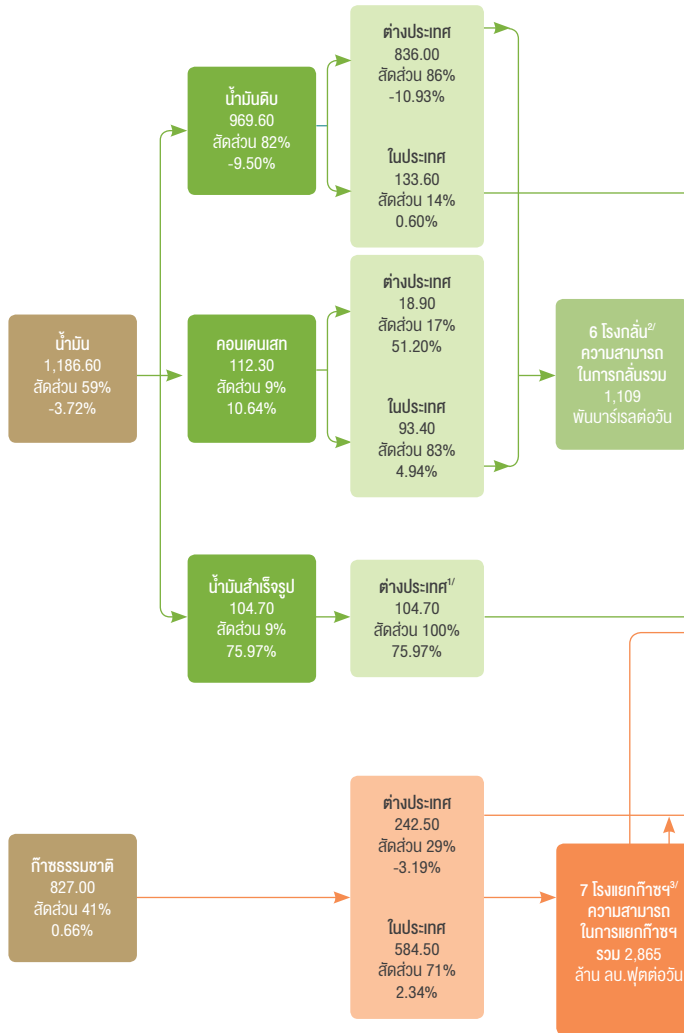 น้ำมัน
1,186.60
สัดส่วน 59%
-3.72%
น้ำมันดิบ
969.60
สัดส่วน 82%
-9.50%
ต่างประเทศ
836.00
สัดส่วน 86%
-10.93%
ในประเทศ
133.60
สัดส่วน 14%
0.60%
คอนเดนเสท
112.30
สัดส่วน 9%
10.64%
ต่างประเทศ
18.90
สัดส่วน 17%
51.20%
ในประเทศ
93.40
สัดส่วน 83%
4.94%
6 โรงกลั่น2/
ความสามารถ
ในการกลั่นรวม
1,109
พันบาร์เรลต่อวัน
น้ำมันสำเร็จรูป
104.70
สัดส่วน 9%
75.97%
ต่างประเทศ1/
104.70
สัดส่วน 100%
75.97%
ก๊าซธรรมชาติ
827.00
สัดส่วน 41%
0.66%
ต่างประเทศ
242.50
สัดส่วน 29%
-3.19%
ในประเทศ
584.50
สัดส่วน 71%
2.34%
7 โรงแยกก๊าซฯ3/
ความสามารถ
ในการแยกก๊าซฯ
รวม 2,865
ล้าน ลบ.ฟุตต่อวัน